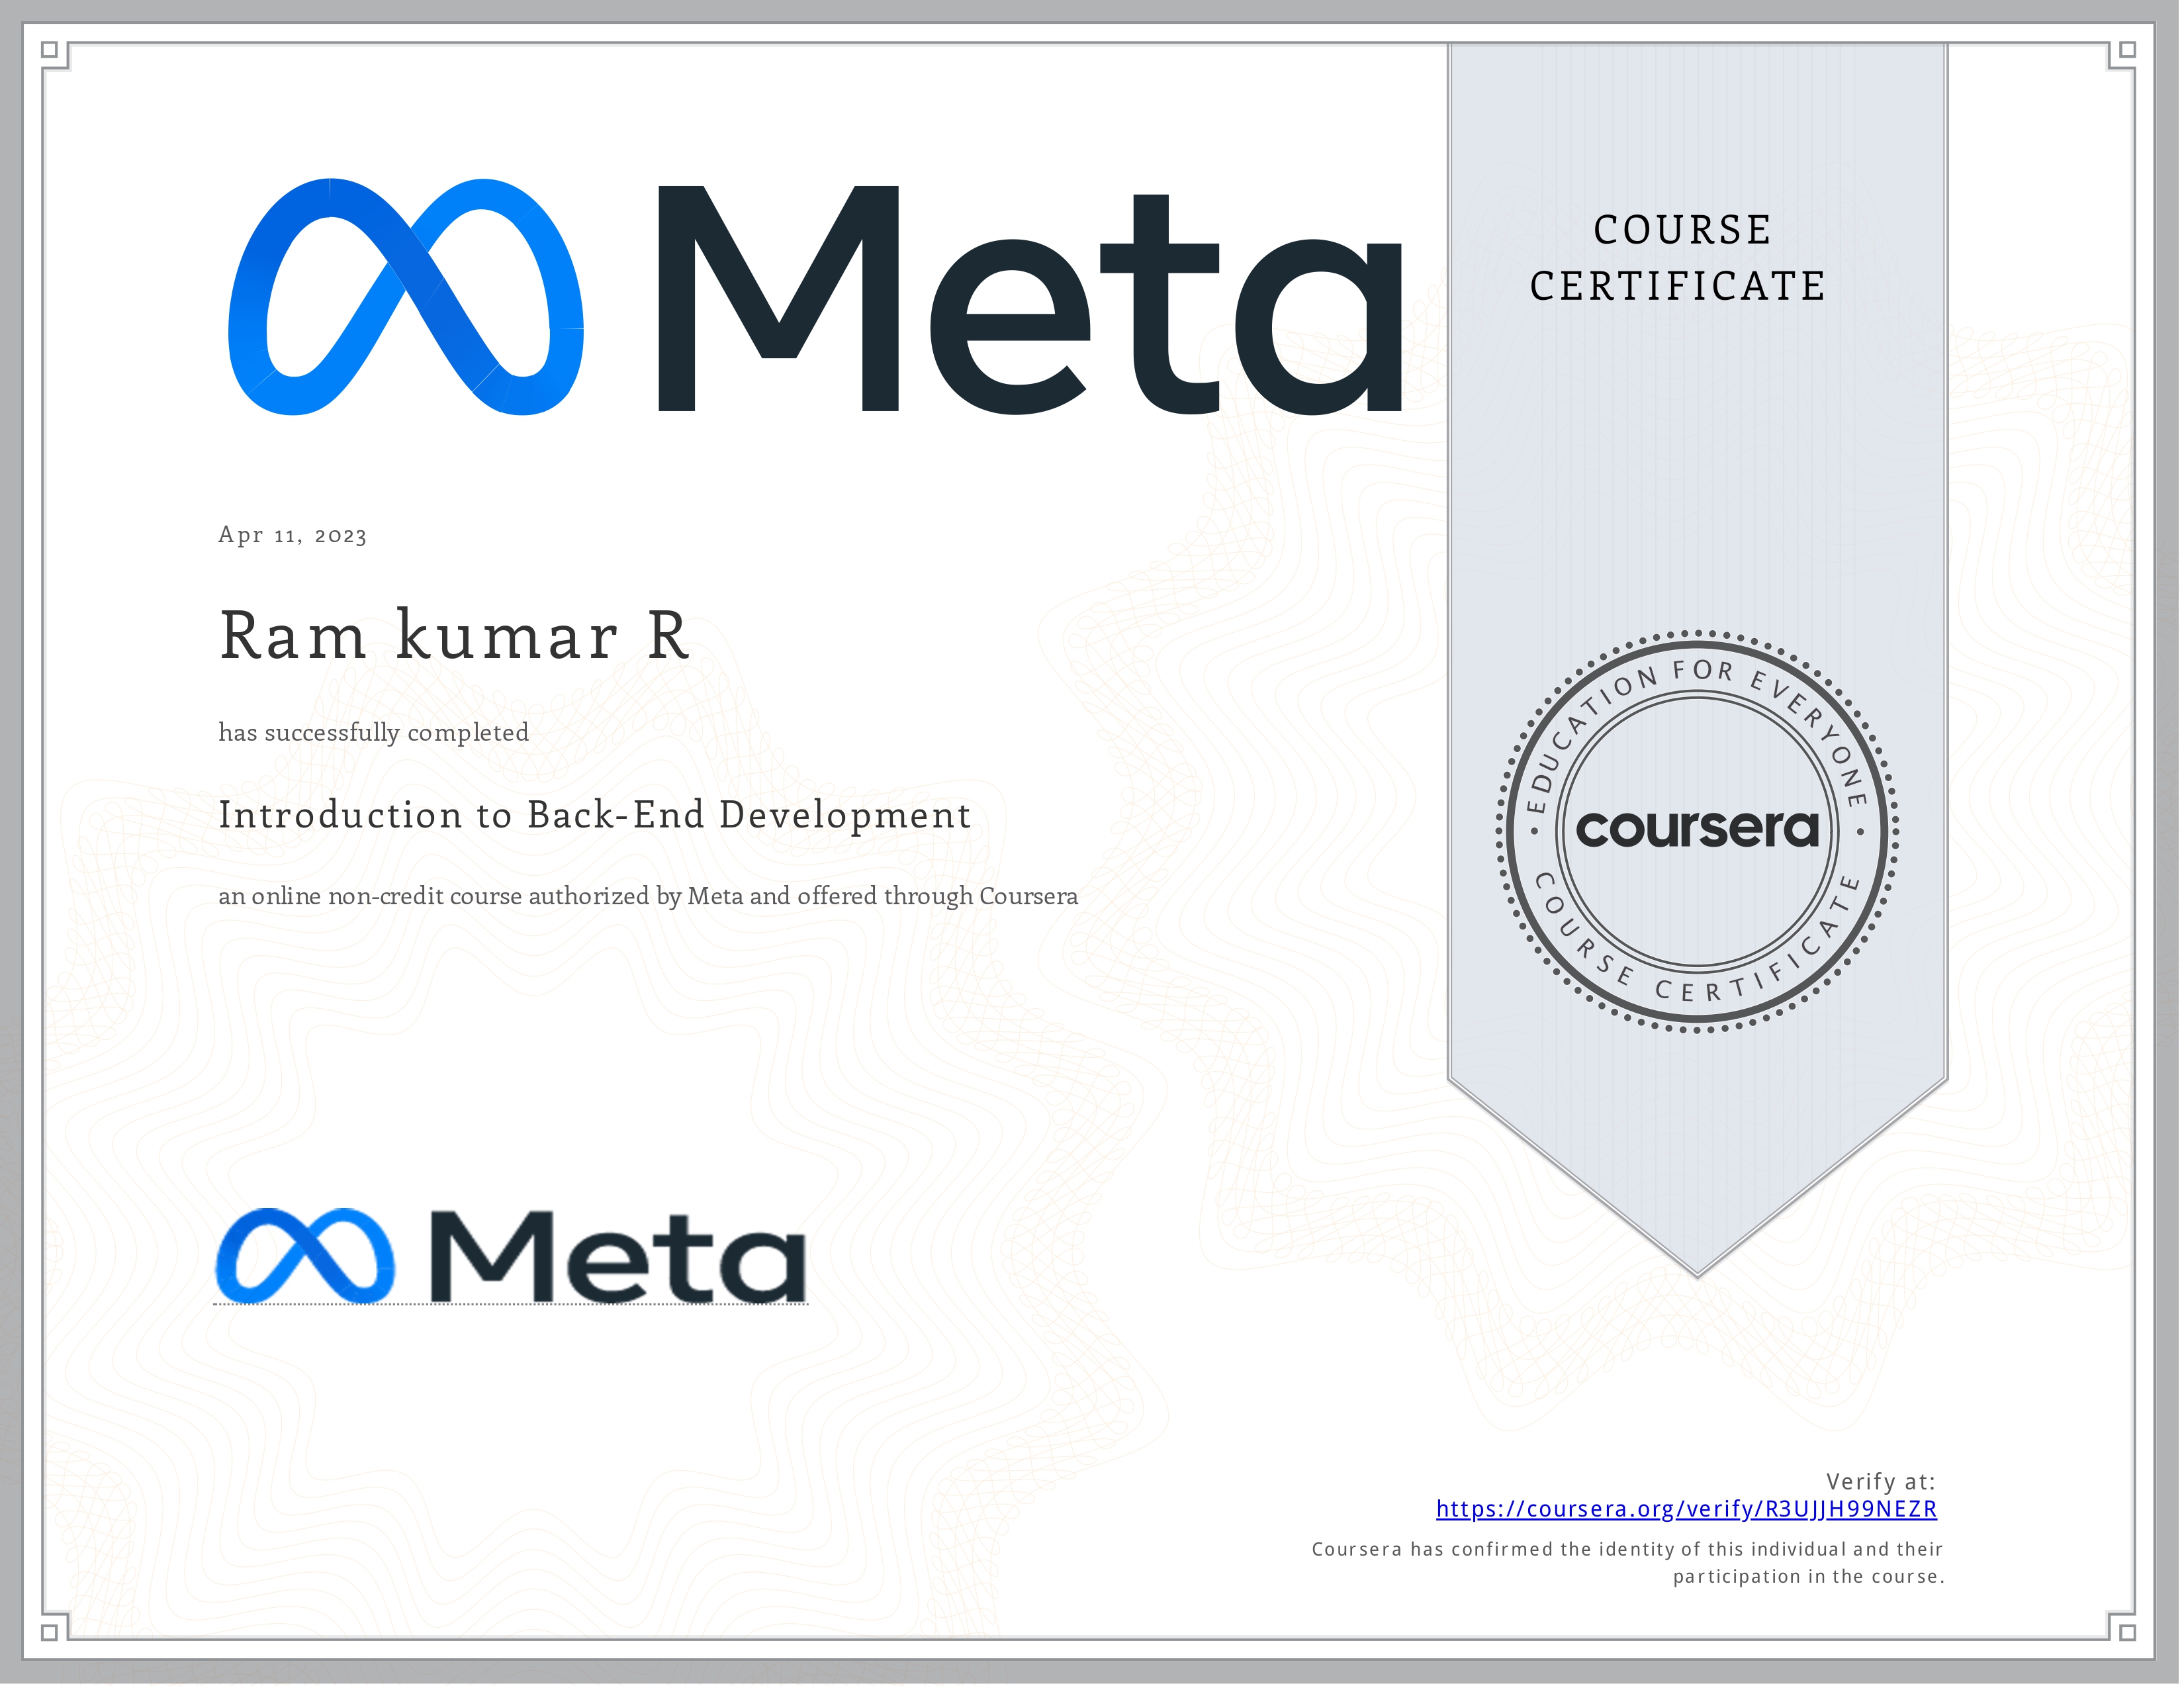 Meta
COURSE
CERTIFICATE
Apr 11, 2023
Ram kumar R
has successfully completed
Introduction to Back-End Development
an online non-credit course authorized by Meta and offered through Coursera
EDUCATION FOR EVERYONE
coursera
COURSE CERTIFICATE
Meta
Verify at:
https://coursera.org/verify/R3UJJH99NEZR
Coursera has confirmed the identity of this individual and their
participation in the course.